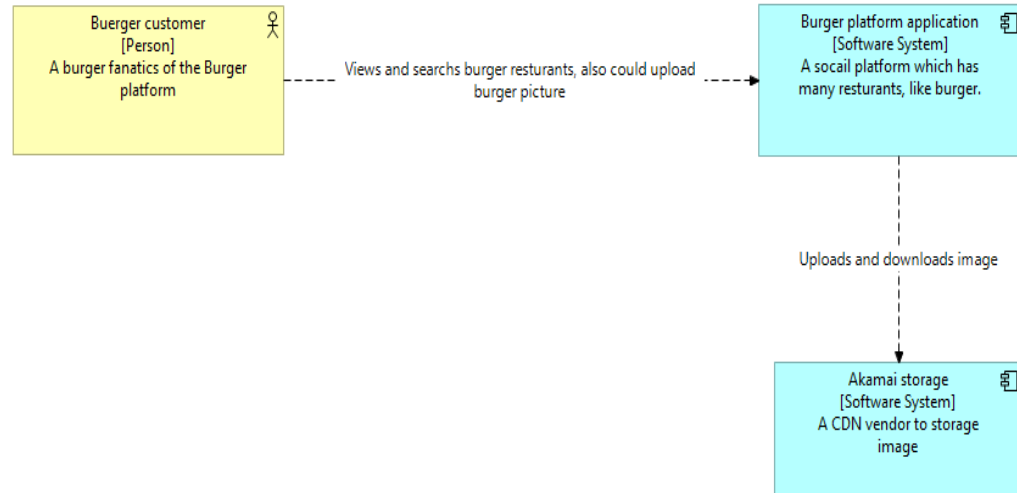 Buerger customer
[Person]
A burger fanatics of the Burger
platform
Views and searchs burger resturants, also could upload
burger picture
Burger platform application
[Software System]
A socail platform which has
many resturants, like burger.
Uploads and downloads image
Akamai storage
[Software System]
A CDN vendor to storage
image